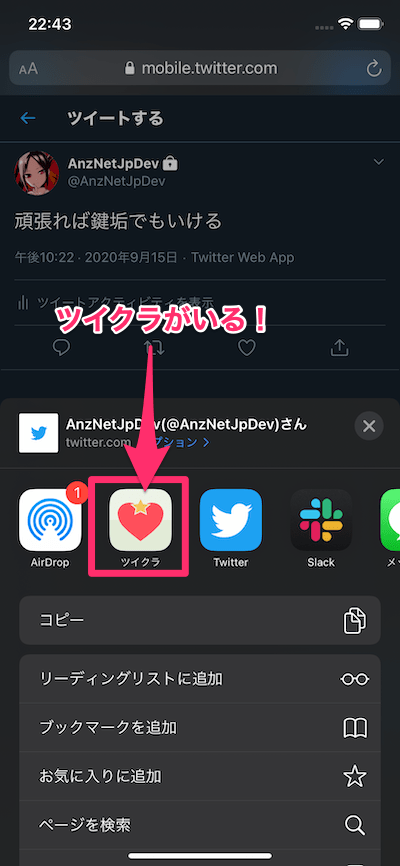 22:43
AA mobile.twitter.com
ツイートする
AnzNetJpDev
@AnzNetJpDev
頑張れば鍵垢でもいける
午後10:22 · 2020年9月15日 · Twitter Web App
ツイートアクティビティを表示
ツイクラがいる！
AnzNetJpDev(@AnzNetJpDev)さん
twitter.com プション >
1
AirDrop
ツイクラ
Twitter
Slack
メッ
コピー
リーディングリストに追加
ブックマークを追加
お気に入りに追加
ページを検索